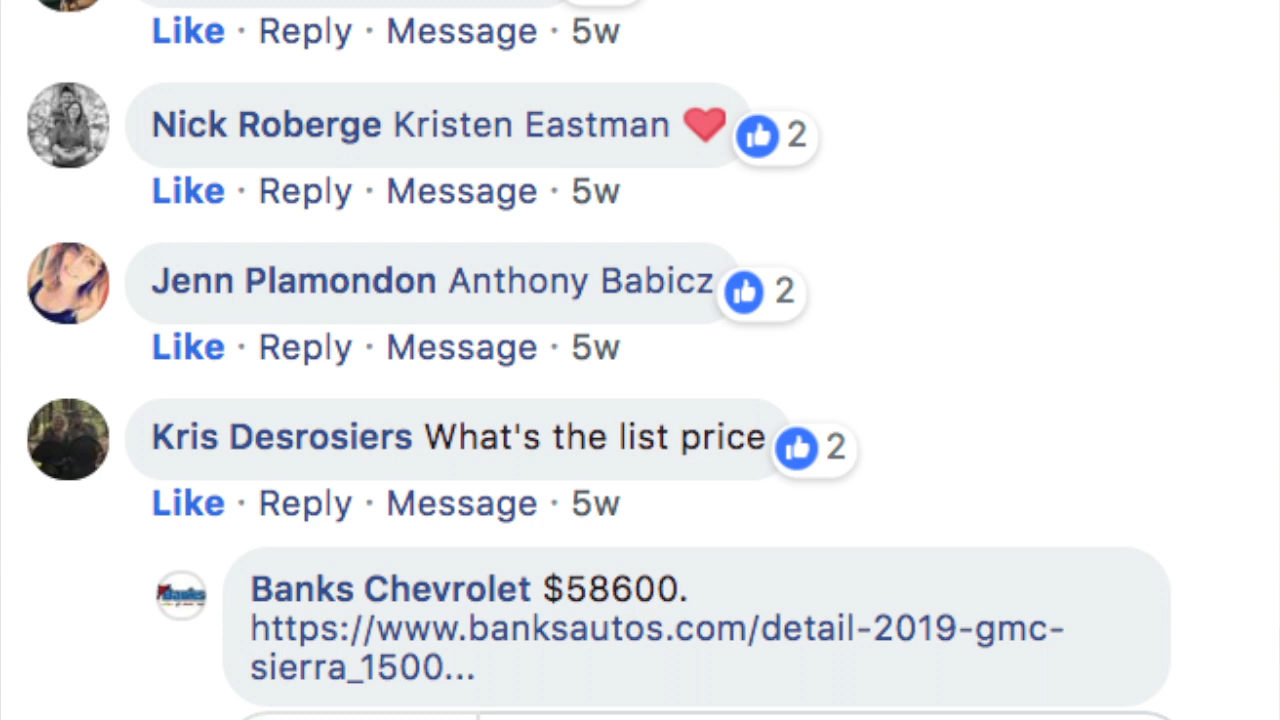 Like · Reply · Message · 5w
Nick Roberge Kristen Eastman ❤️ 2
Like · Reply · Message · 5w
Jenn Plamondon Anthony Babicz 2
Like · Reply · Message · 5w
Kris Desrosiers What's the list price 2
Like · Reply · Message · 5w
Banks
Banks Chevrolet $58600.
https://www.banksautos.com/detail-2019-gmc-
sierra_1500...